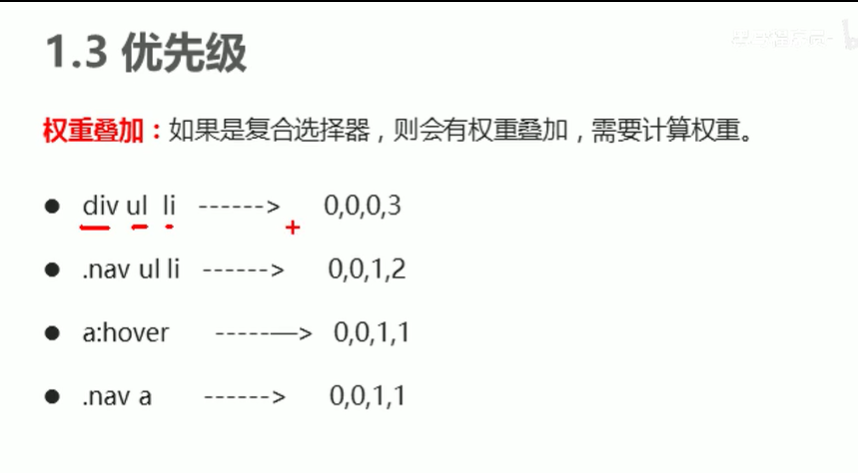 1.3 优先级
权重叠加：如果是复合选择器，则会有权重叠加，需要计算权重。
● div ul li ------> 0,0,0,3
● .nav ul li ------> 0,0,1,2
● a:hover -----—> 0,0,1,1
● .nav a ------> 0,0,1,1